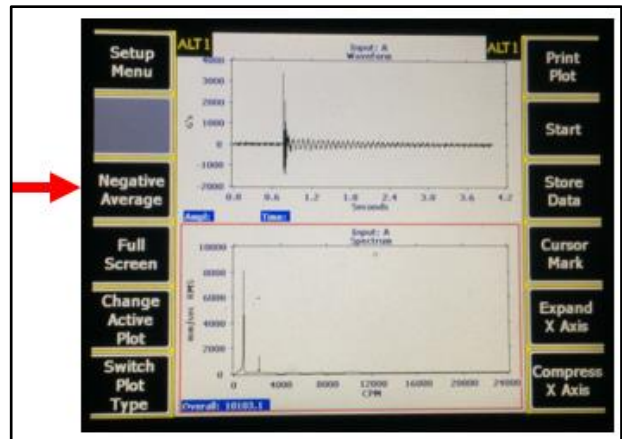 Setup
Menu
Negative
Average
Full
Screen
Change
Active
Plot
Switch
Plot
Type
ALT1
Input: A
Waveform
ALT1
4000
3000
2000
1000
0
-1000
-2000
G's
0.0 0.6 1.2 1.8 2.4 3.0 3.6 4.2
Seconds
Ampl: Time:
Input: A
Spectrum
10000
8000
6000
4000
2000
0
mm/sec RMS
0 4000 8000 12000 16000 20000 24000
CPM
Overall: 10103.1
Print
Plot
Start
Store
Data
Cursor
Mark
Expand
X Axis
Compress
X Axis